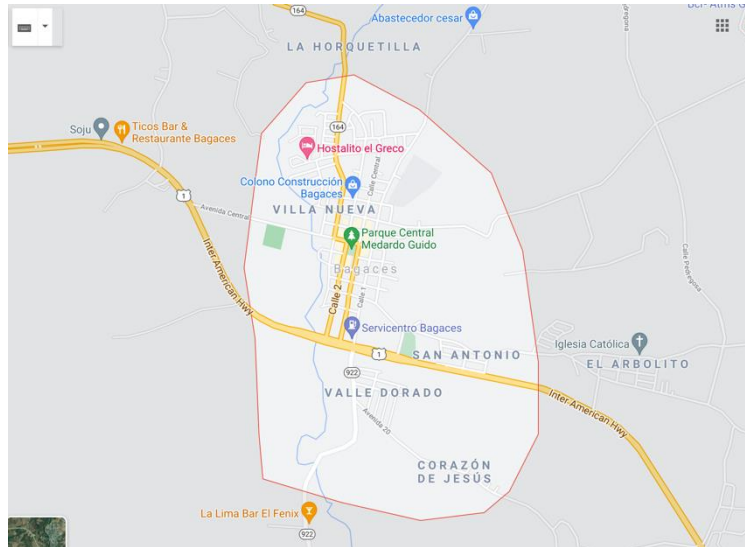 164
Abastecedor cesar
LA HORQUETILLA
Soju
Ticos Bar &
Restaurante Bagaces
164
Hostalito el Greco
Calle Central
Colono Construcción
Bagaces
1
Avenida Central
VILLA NUEVA
Parque Central
Medardo Guido
Calle Pedregosa
Inter American Hwy
Bagaces
Calle 2
Calle 1
Servicentro Bagaces
1
SAN ANTONIO
Iglesia Católica
EL ARBOLITO
922
VALLE DORADO
Inter American Hwy
Avenida 20
CORAZÓN
DE JESÚS
La Lima Bar El Fenix
922